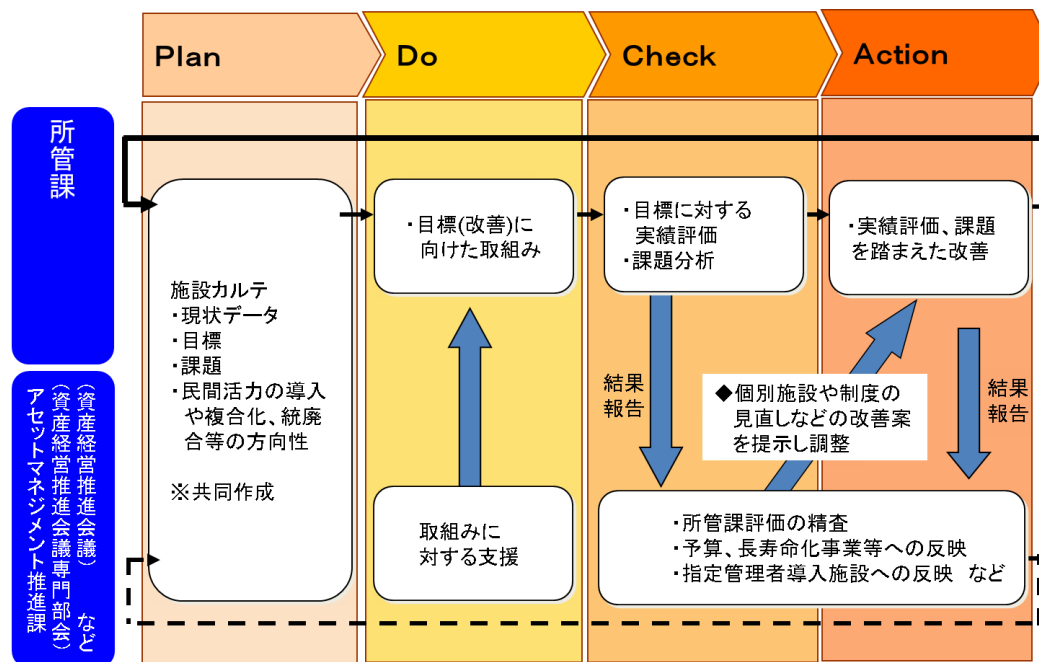 Plan
Do
Check
Action
所管課
アセットマネジメント推進課
(資産経営推進会議専門部会)
(資産経営推進会議) など
施設カルテ
・現状データ
・目標
・課題
・民間活力の導入
や複合化、統廃
合等の方向性
※共同作成
・目標(改善)に
向けた取組み
取組みに
対する支援
・目標に対する
実績評価
・課題分析
・実績評価、課題
を踏まえた改善
結果
報告
◆個別施設や制度の
見直しなどの改善案
を提示し調整
結果
報告
・所管課評価の精査
・予算、長寿命化事業等への反映
・指定管理者導入施設への反映 など